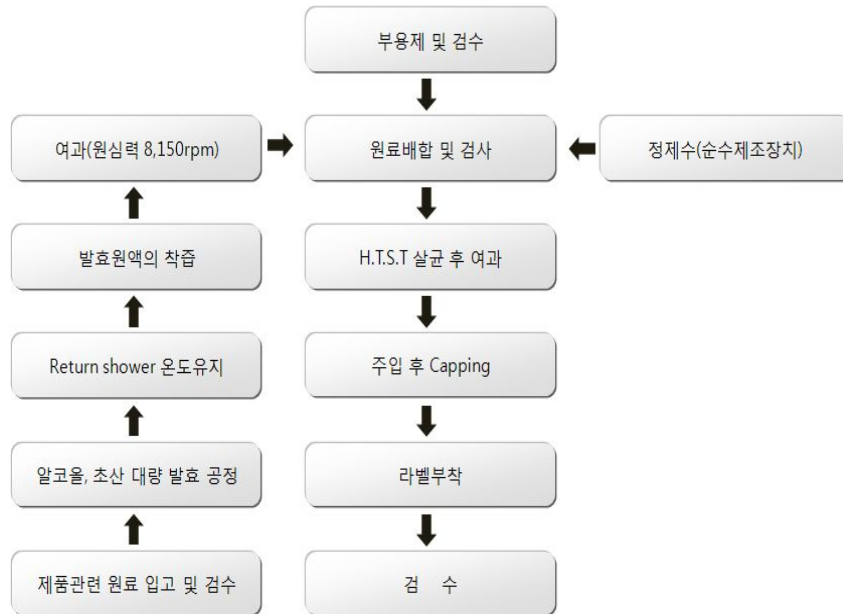 부용제 및 검수
여과(원심력 8,150rpm)
원료배합 및 검사
정제수(순수제조장치)
발효원액의 착즙
H.T.S.T 살균 후 여과
Return shower 온도유지
주입 후 Capping
알코올, 초산 대량 발효 공정
라벨부착
제품관련 원료 입고 및 검수
검 수